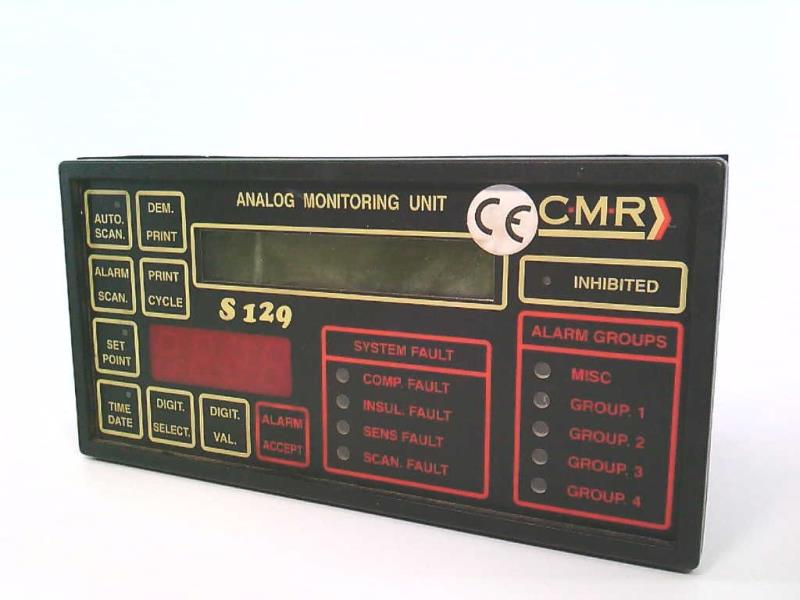 ANALOG MONITORING UNIT
CE
C·M·R
AUTO.
SCAN.
DEM.
PRINT
ALARM
SCAN.
PRINT
CYCLE
INHIBITED
S 129
SET
POINT
TIME
DATE
DIGIT.
SELECT.
DIGIT.
VAL.
ALARM
ACCEPT
SYSTEM FAULT
COMP. FAULT
INSUL. FAULT
SENS FAULT
SCAN. FAULT
ALARM GROUPS
MISC
GROUP. 1
GROUP. 2
GROUP. 3
GROUP. 4